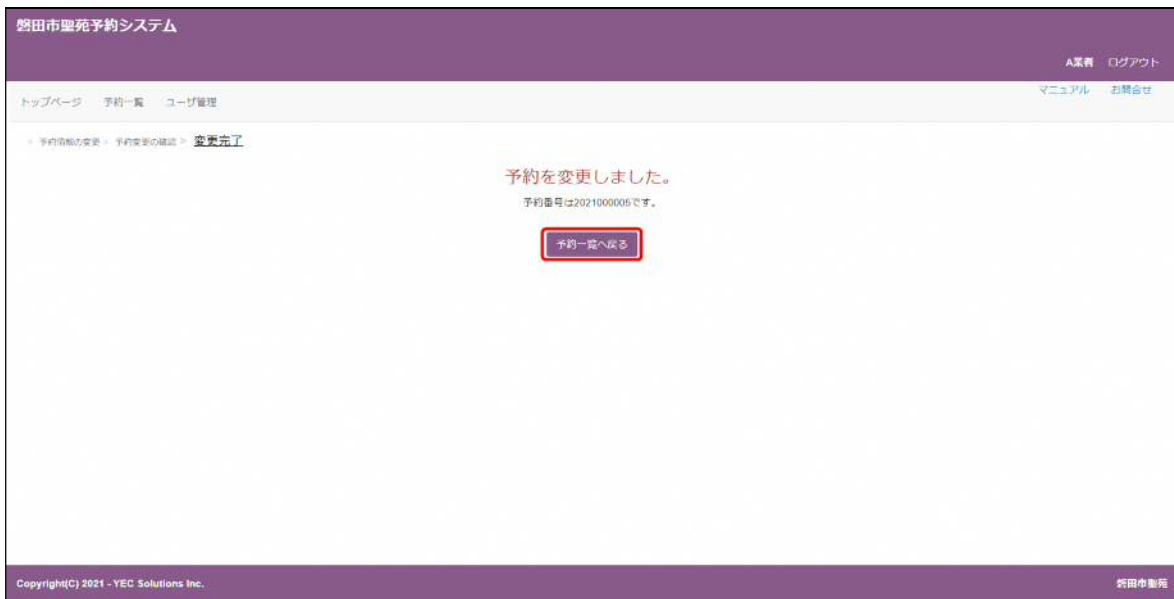 磐田市聖苑予約システム
A業者 ログアウト
トップページ 予約一覧 ユーザ管理
マニュアル お問合せ
> 予約情報の変更 > 予約変更の確認 > 変更完了
予約を変更しました。
予約番号は2021000005です。
予約一覧へ戻る
Copyright(C) 2021 - YEC Solutions Inc.
磐田市聖苑